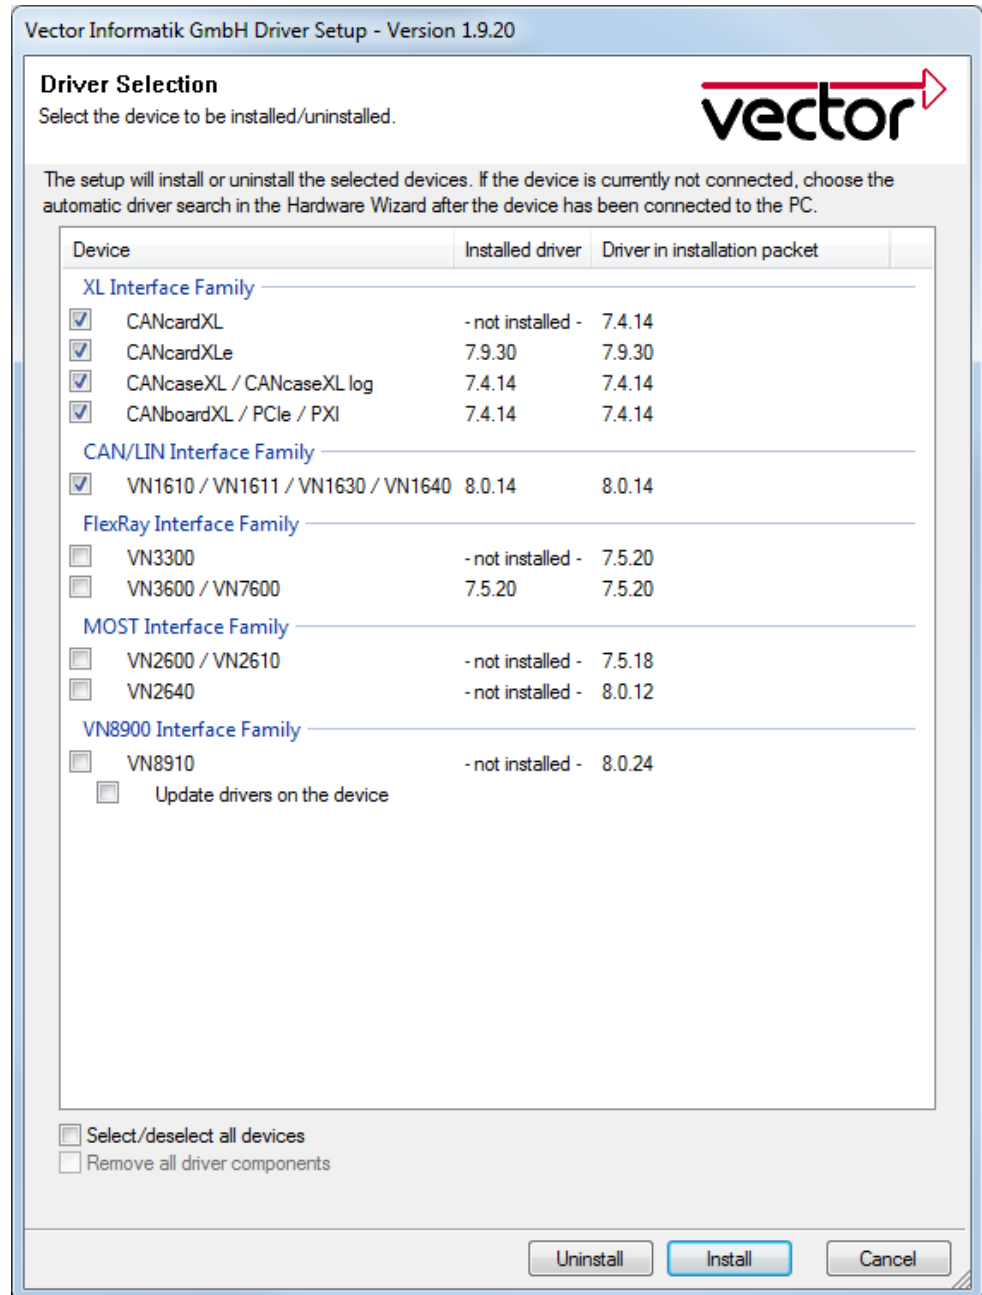 Vector Informatik GmbH Driver Setup - Version 1.9.20
Driver Selection
Select the device to be installed/uninstalled.
vector
The setup will install or uninstall the selected devices. If the device is currently not connected, choose the
automatic driver search in the Hardware Wizard after the device has been connected to the PC.
Device Installed driver Driver in installation packet
XL Interface Family
CANcardXL - not installed - 7.4.14
CANcardXLe 7.9.30 7.9.30
CANcaseXL / CANcaseXL log 7.4.14 7.4.14
CANboardXL / PCIe / PXI 7.4.14 7.4.14
CAN/LIN Interface Family
VN1610 / VN1611 / VN1630 / VN1640 8.0.14 8.0.14
FlexRay Interface Family
VN3300 - not installed - 7.5.20
VN3600 / VN7600 7.5.20 7.5.20
MOST Interface Family
VN2600 / VN2610 - not installed - 7.5.18
VN2640 - not installed - 8.0.12
VN8900 Interface Family
VN8910 - not installed - 8.0.24
Update drivers on the device
Select/deselect all devices
Remove all driver components
Uninstall Install Cancel